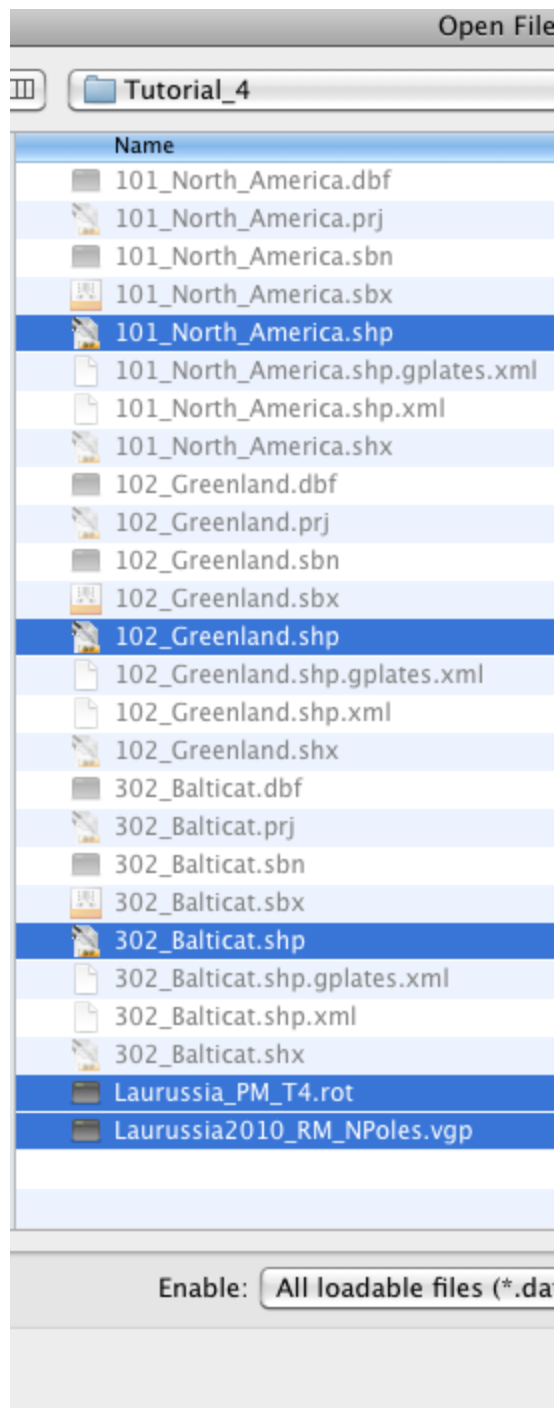 Open File
Tutorial_4
Name
101_North_America.dbf
101_North_America.prj
101_North_America.sbn
101_North_America.sbx
101_North_America.shp
101_North_America.shp.gplates.xml
101_North_America.shp.xml
101_North_America.shx
102_Greenland.dbf
102_Greenland.prj
102_Greenland.sbn
102_Greenland.sbx
102_Greenland.shp
102_Greenland.shp.gplates.xml
102_Greenland.shp.xml
102_Greenland.shx
302_Balticat.dbf
302_Balticat.prj
302_Balticat.sbn
302_Balticat.sbx
302_Balticat.shp
302_Balticat.shp.gplates.xml
302_Balticat.shp.xml
302_Balticat.shx
Laurussia_PM_T4.rot
Laurussia2010_RM_NPoles.vgp
Enable: All loadable files (*.da